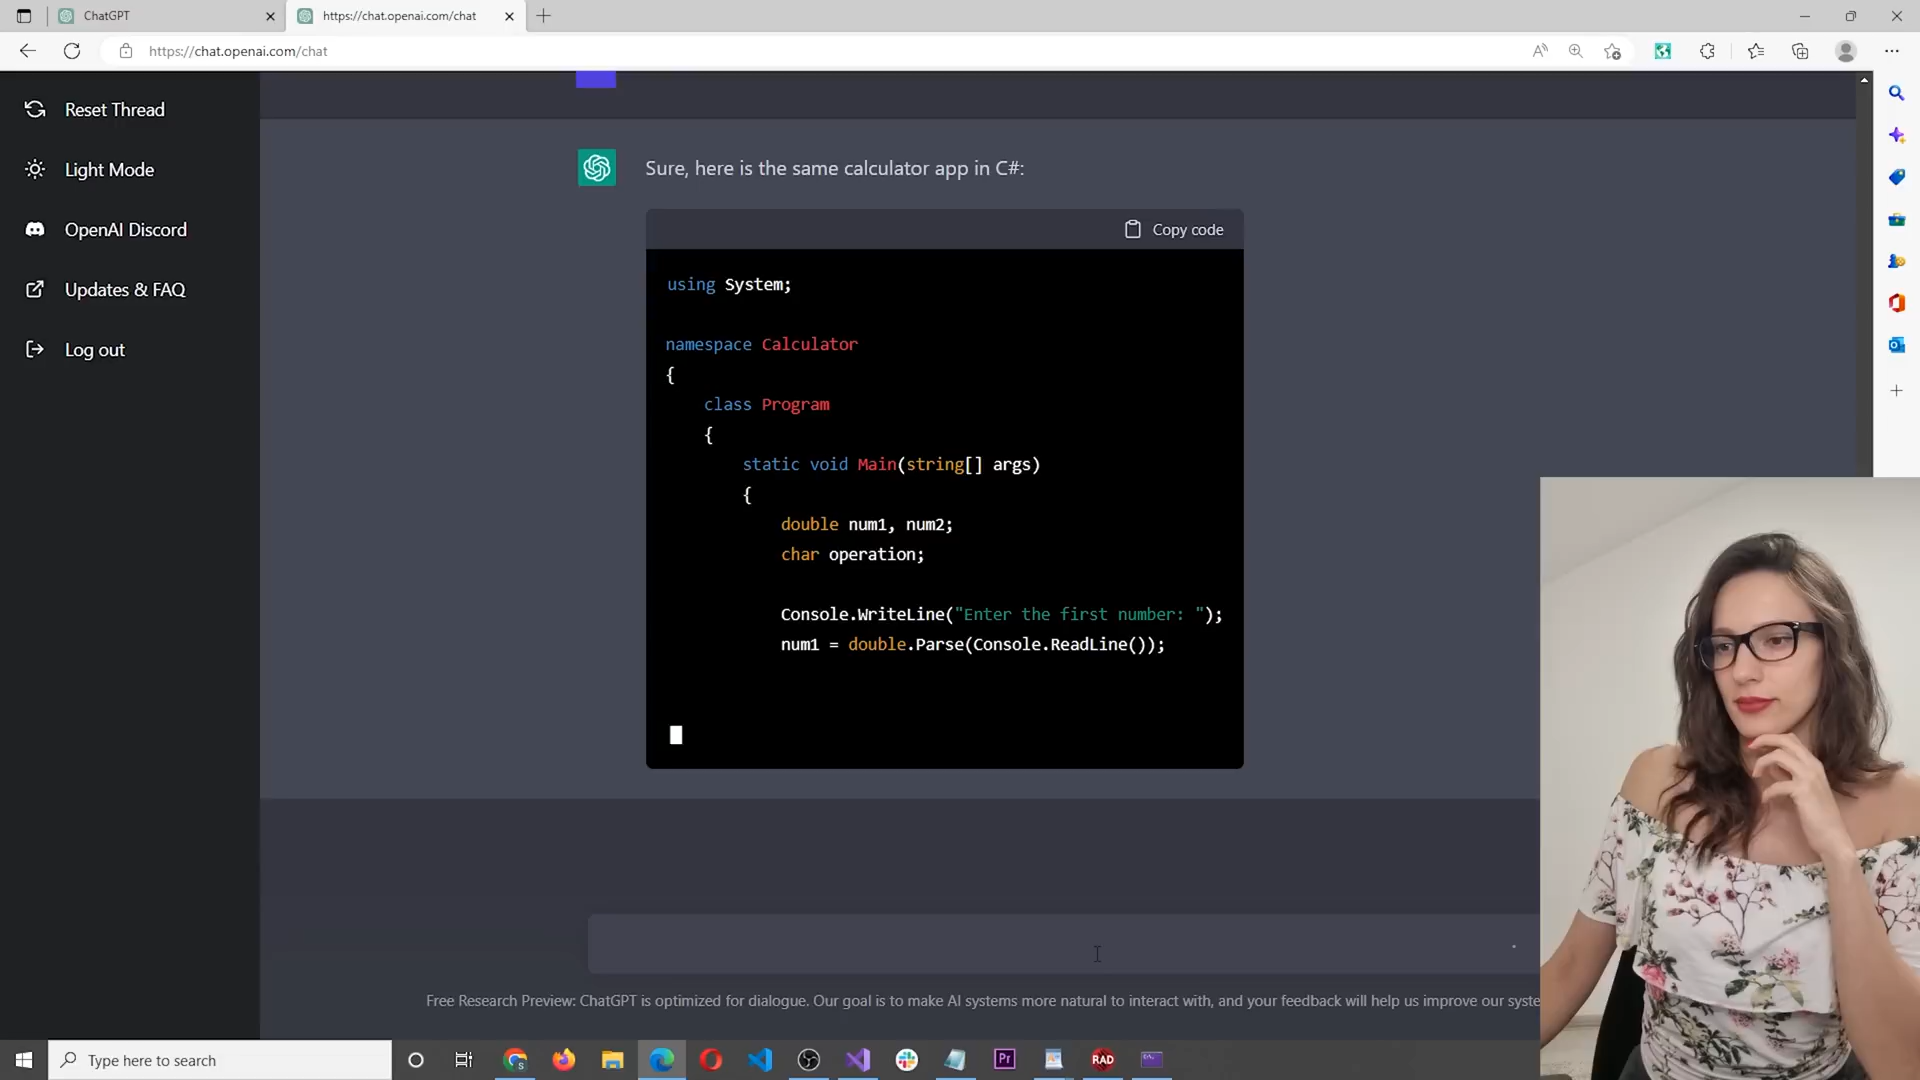 ChatGPT
https://chat.openai.com/chat
https://chat.openai.com/chat
Reset Thread
Light Mode
OpenAI Discord
Updates & FAQ
Log out
Sure, here is the same calculator app in C#:
Copy code
using System;
namespace Calculator
{
class Program
{
static void Main(string[] args)
{
double num1, num2;
char operation;
Console.WriteLine("Enter the first number: ");
num1 = double.Parse(Console.ReadLine());
Free Research Preview: ChatGPT is optimized for dialogue. Our goal is to make AI systems more natural to interact with, and your feedback will help us improve our syste
Type here to search
Pr
RAD